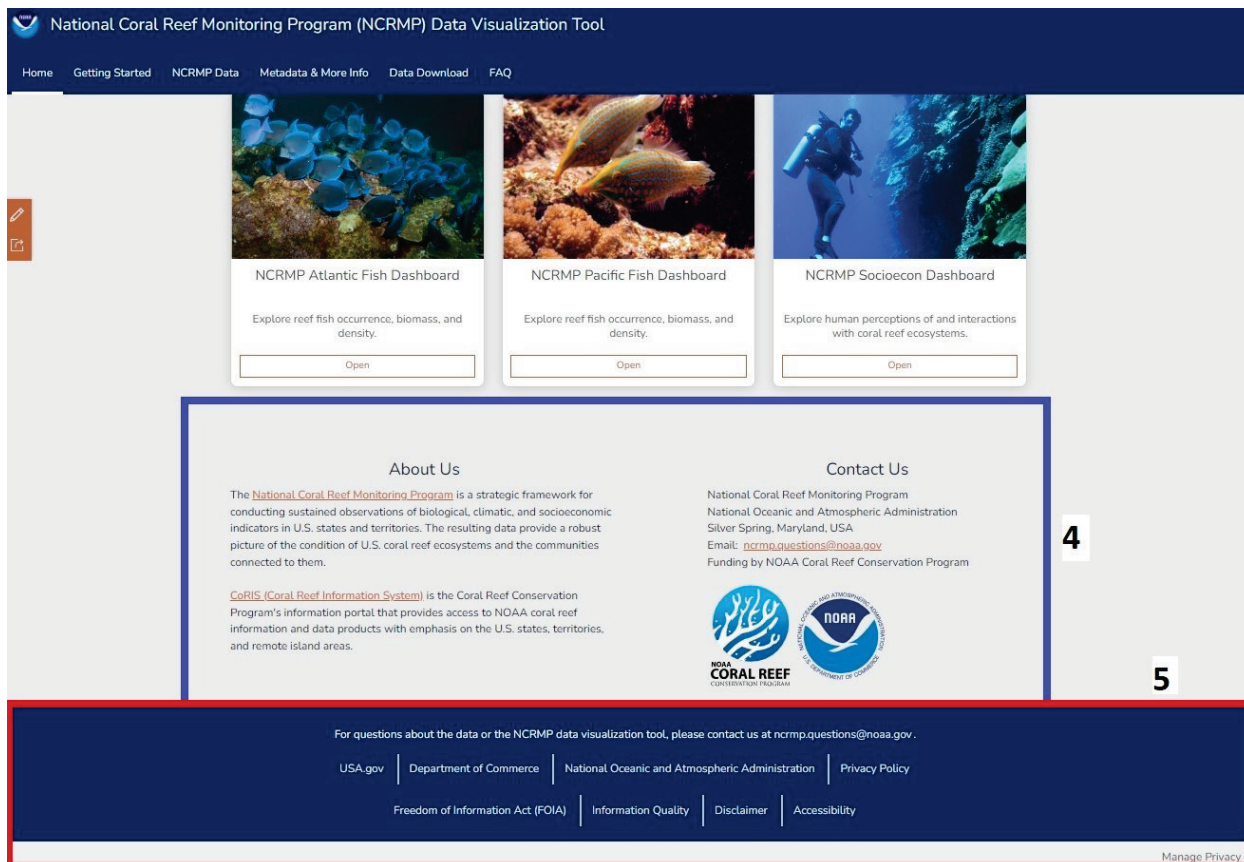 National Coral Reef Monitoring Program (NCRMP) Data Visualization Tool
Home Getting Started NCRMP Data Metadata & More Info Data Download FAQ
NCRMP Atlantic Fish Dashboard
Explore reef fish occurrence, biomass, and
density.
Open
NCRMP Pacific Fish Dashboard
Explore reef fish occurrence, biomass, and
density.
Open
NCRMP Socioecon Dashboard
Explore human perceptions of and interactions
with coral reef ecosystems.
Open
About Us
The National Coral Reef Monitoring Program is a strategic framework for
conducting sustained observations of biological, climatic, and socioeconomic
indicators in U.S. states and territories. The resulting data provide a robust
picture of the condition of U.S. coral reef ecosystems and the communities
connected to them.
CoRIS (Coral Reef Information System) is the Coral Reef Conservation
Program's information portal that provides access to NOAA coral reef
information and data products with emphasis on the U.S. states, territories,
and remote island areas.
Contact Us
National Coral Reef Monitoring Program
National Oceanic and Atmospheric Administration
Silver Spring, Maryland, USA
Email: ncrmp.questions@noaa.gov
Funding by NOAA Coral Reef Conservation Program
NOAA
CORAL REEF
CONSERVATION PROGRAM
NATIONAL OCEANIC AND ATMOSPHERIC ADMINISTRATION
NOAA
U.S. DEPARTMENT OF COMMERCE
4
5
For questions about the data or the NCRMP data visualization tool, please contact us at ncrmp.questions@noaa.gov.
USA.gov Department of Commerce National Oceanic and Atmospheric Administration Privacy Policy
Freedom of Information Act (FOIA) Information Quality Disclaimer Accessibility
Manage Privacy